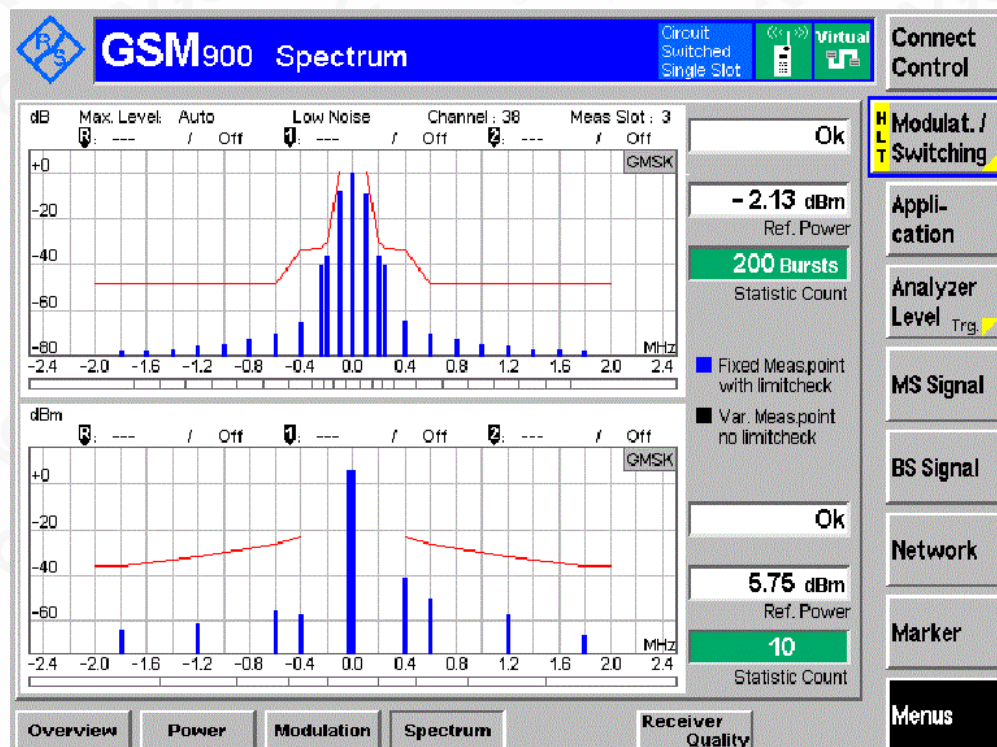 R/S
GSM900 Spectrum
Circuit
Switched
Single Slot
Virtual
Connect
Control
dB Max. Level: Auto Low Noise Channel : 38 Meas Slot : 3
R: --- / Off 1: --- / Off 2: --- / Off
GMSK
+0
-20
-40
-60
-80
MHz
-2.4 -2.0 -1.6 -1.2 -0.8 -0.4 0.0 0.4 0.8 1.2 1.6 2.0 2.4
Ok
-2.13 dBm
Ref. Power
200 Bursts
Statistic Count
Fixed Meas.point
with limitcheck
Var. Meas.point
no limitcheck
dBm
R: --- / Off 1: --- / Off 2: --- / Off
GMSK
+0
-20
-40
-60
MHz
-2.4 -2.0 -1.6 -1.2 -0.8 -0.4 0.0 0.4 0.8 1.2 1.6 2.0 2.4
Ok
5.75 dBm
Ref. Power
10
Statistic Count
HLT
Modulat. /
Switching
Appli-
cation
Analyzer
Level Trg.
MS Signal
BS Signal
Network
Marker
Menus
Overview
Power
Modulation
Spectrum
Receiver
Quality